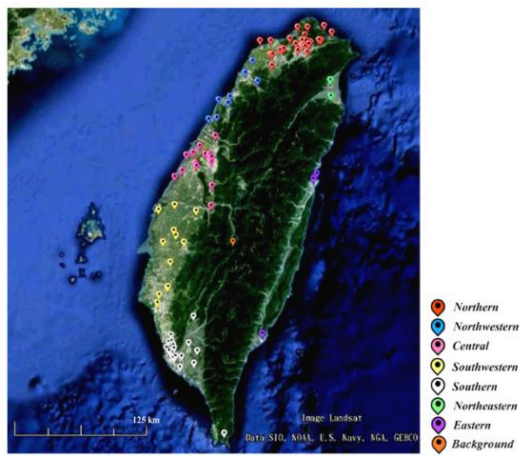 Northern
Northwestern
Central
Southwestern
Southern
Northeastern
Eastern
Background
Image Landsat
125 km
Data SIO, NOAA, U.S. Navy, NGA, GEBCO